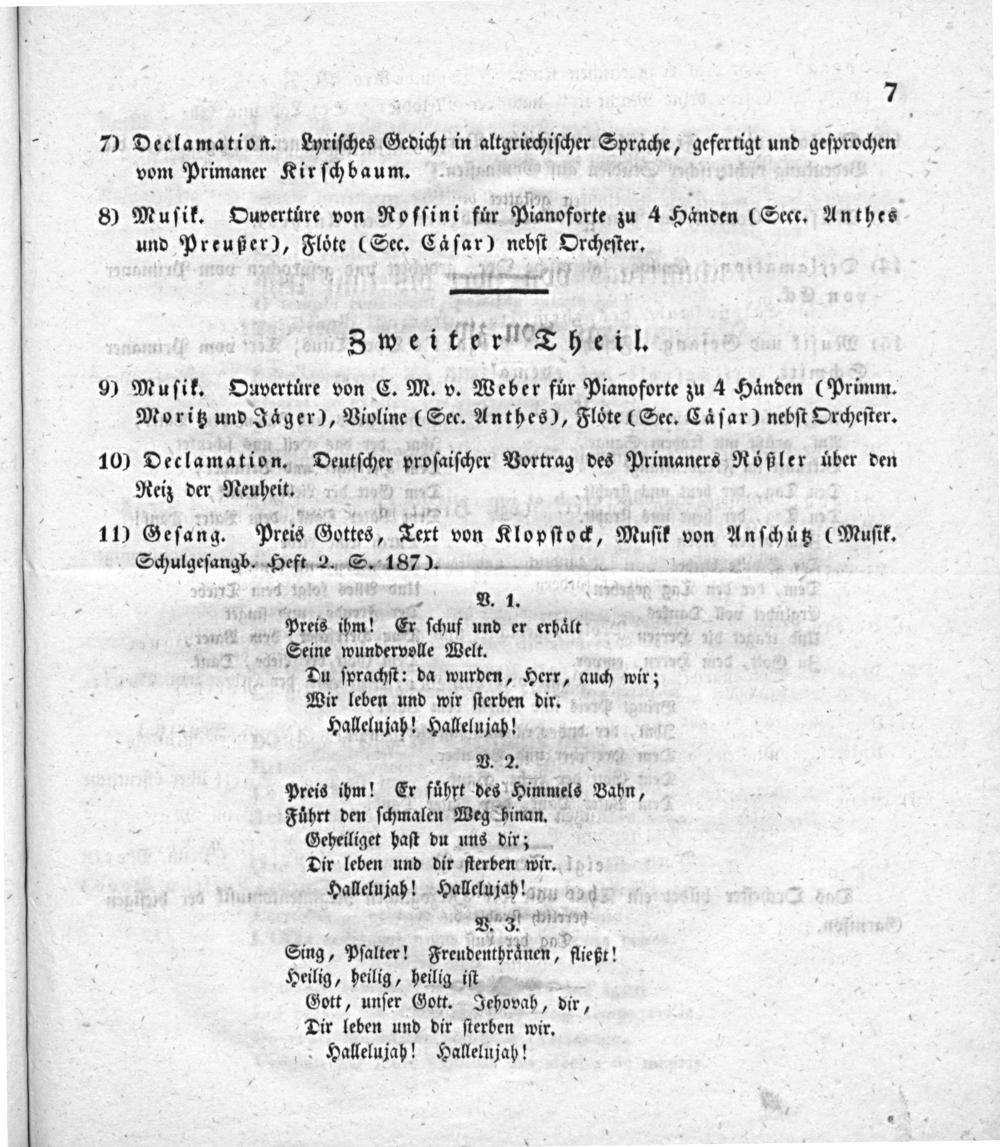 7
7) Declamation. Lyrisches Gedicht in altgriechischer Sprache, gefertigt und gesprochen
vom Primaner Kirschbaum.
8) Musik. Ouvertüre von Rossini für Pianoforte zu 4 Händen (Secc. Anthes
und Preußer), Flöte (Sec. Cäsar) nebst Orchester.
Zweiter Theil.
9) Musik. Ouvertüre von C. M. v. Weber für Pianoforte zu 4 Händen (Primm.
Moritz und Jäger), Violine (Sec. Anthes), Flöte (Sec. Cäsar) nebst Orchester.
10) Declamation. Deutscher prosaischer Vortrag des Primaners Rößler über den
Reiz der Neuheit.
11) Gesang. Preis Gottes, Text von Klopstock, Musik von Anschütz (Musik.
Schulgesangb. Heft 2. S. 187).
V. 1.
Preis ihm! Er schuf und er erhält
Seine wundervolle Welt.
Du sprachst: da wurden, Herr, auch wir;
Wir leben und wir sterben dir.
Hallelujah! Hallelujah!
V. 2.
Preis ihm! Er führt des Himmels Bahn,
Führt den schmalen Weg hinan.
Geheiliget hast du uns dir;
Dir leben und dir sterben wir.
Hallelujah! Hallelujah!
V. 3.
Sing, Psalter! Freudenthränen, fließt!
Heilig, heilig, heilig ist
Gott, unser Gott. Jehovah, dir,
Dir leben und dir sterben wir.
Hallelujah! Hallelujah!